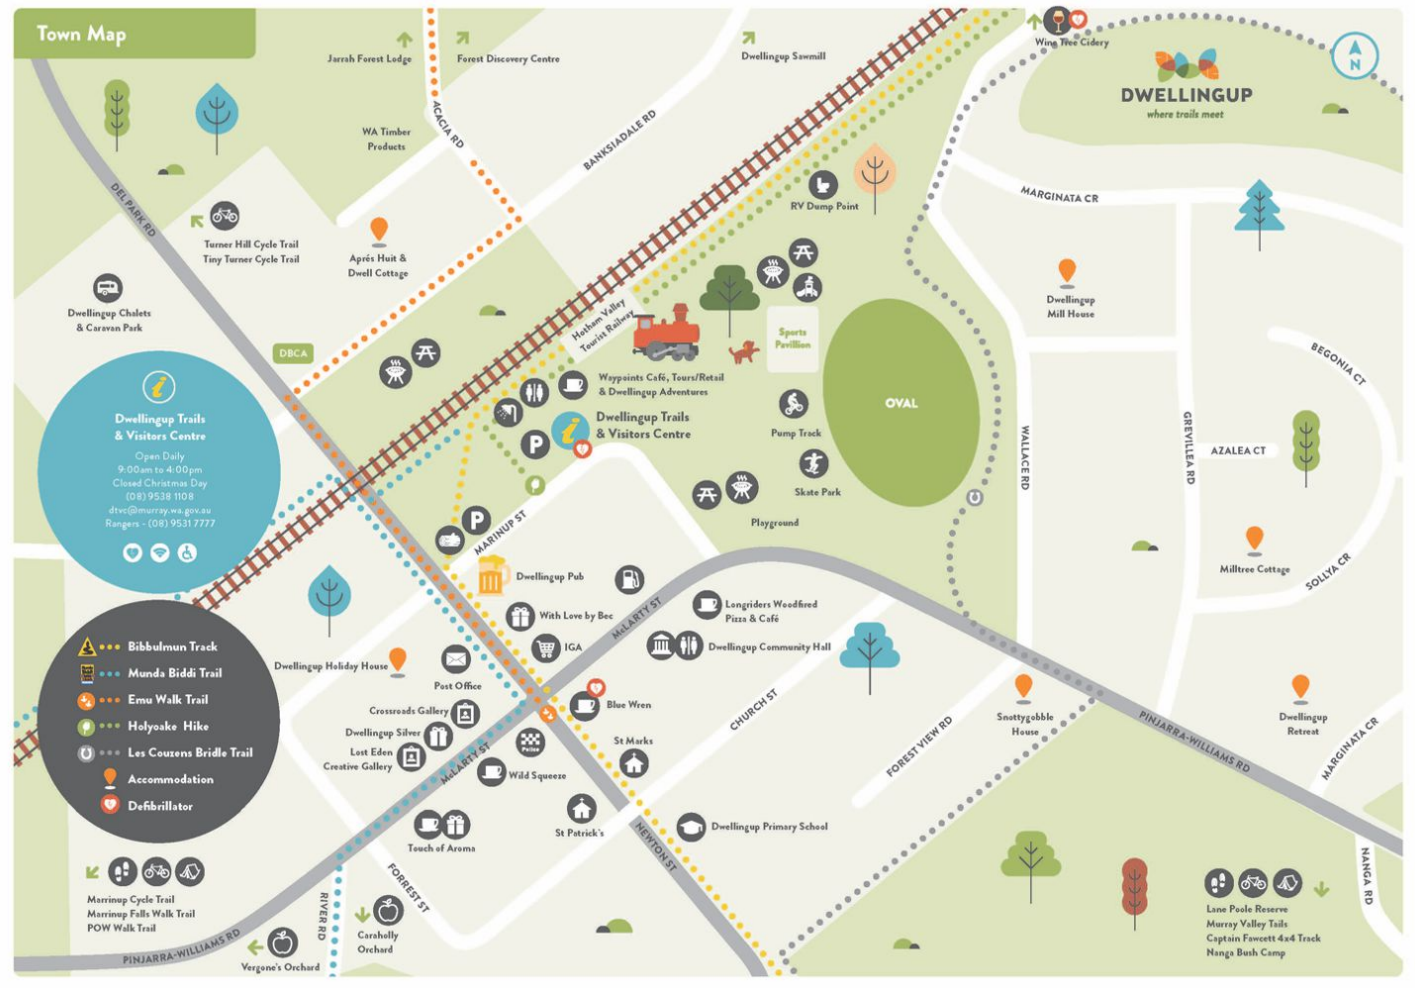 Town Map
Jarrah Forest Lodge
Forest Discovery Centre
Dwellingup Sawmill
Wine Tree Cidery
N
DWELLINGUP
where trails meet
ACACIA RD
WA Timber
Products
BANKSIADALE RD
DEL PARK RD
RV Dump Point
MARGINATA CR
Turner Hill Cycle Trail
Tiny Turner Cycle Trail
Aprés Huit &
Dwell Cottage
Dwellingup Chalets
& Caravan Park
Hotham Valley
Tourist Railway
Dwellingup
Mill House
DBCA
Sports
Pavillion
BEGONIA CT
Waypoints Café, Tours/Retail
& Dwellingup Adventures
OVAL
Dwellingup Trails
& Visitors Centre
Pump Track
WALLACE RD
GREVILLEA RD
AZALEA CT
Skate Park
Playground
P
P
Dwellingup Trails
& Visitors Centre
Open Daily
9:00am to 4:00pm
Closed Christmas Day
(08) 9538 1108
dtvc@murray.wa.gov.au
Rangers - (08) 9531 7777
MARINUP ST
Dwellingup Pub
Milltree Cottage
SOLLYA CR
With Love by Bec
McLARTY ST
Longriders Woodfired
Pizza & Café
IGA
Dwellingup Community Hall
Dwellingup Holiday House
Post Office
Bibbulmun Track
Munda Biddi Trail
Emu Walk Trail
Holyoake Hike
Les Couzens Bridle Trail
Accommodation
Defibrillator
Crossroads Gallery
Dwellingup Silver
Lost Eden
Creative Gallery
McLARTY ST
Police
Wild Squeeze
Blue Wren
St Marks
CHURCH ST
FOREST VIEW RD
Snottygobble
House
PINJARRA-WILLIAMS RD
Dwellingup
Retreat
MARGINATA CR
Touch of Aroma
St Patrick's
NEWTON ST
Dwellingup Primary School
NANGA RD
Marrinup Cycle Trail
Marrinup Falls Walk Trail
POW Walk Trail
FORREST ST
RIVER RD
Caraholly
Orchard
Vergone's Orchard
PINJARRA-WILLIAMS RD
Lane Poole Reserve
Murray Valley Tails
Captain Fawcett 4x4 Track
Nanga Bush Camp